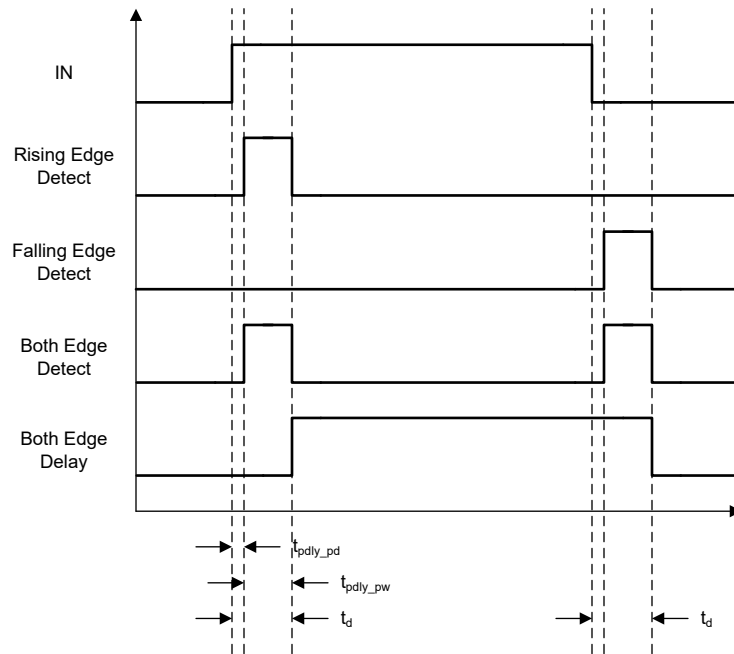 IN
Rising Edge
Detect
Falling Edge
Detect
Both Edge
Detect
Both Edge
Delay
tpdly_pd
tpdly_pw
td
td